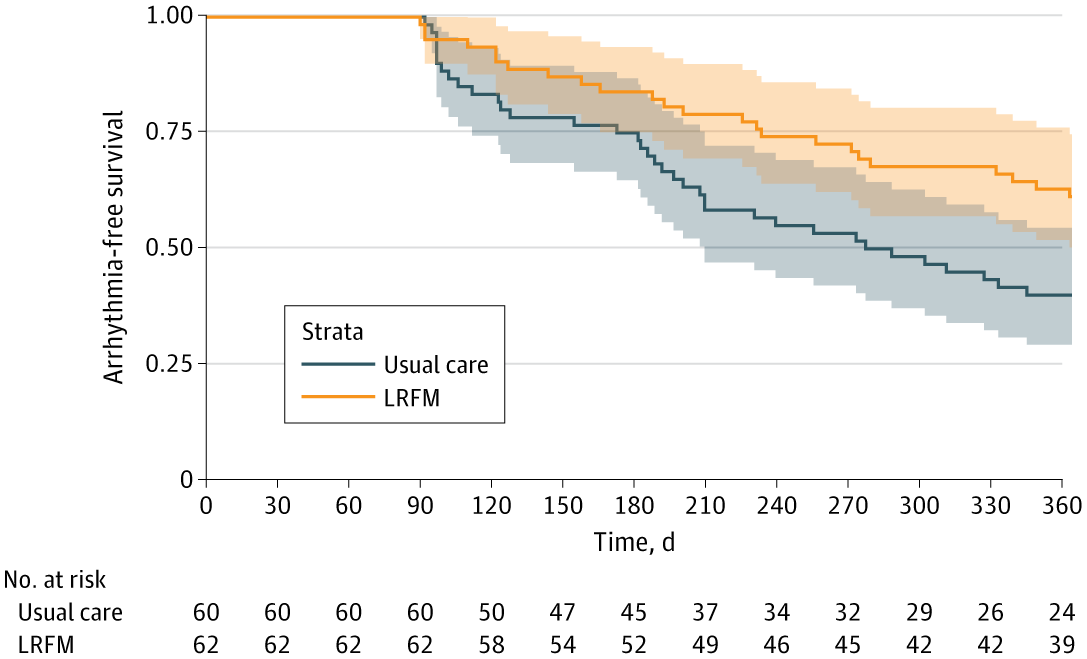 1.00
0.75
0.50
0.25
0
Arrhythmia-free survival
Strata
Usual care
LRFM
0 30 60 90 120 150 180 210 240 270 300 330 360
Time, d
No. at risk
Usual care 60 60 60 60 50 47 45 37 34 32 29 26 24
LRFM 62 62 62 62 58 54 52 49 46 45 42 42 39